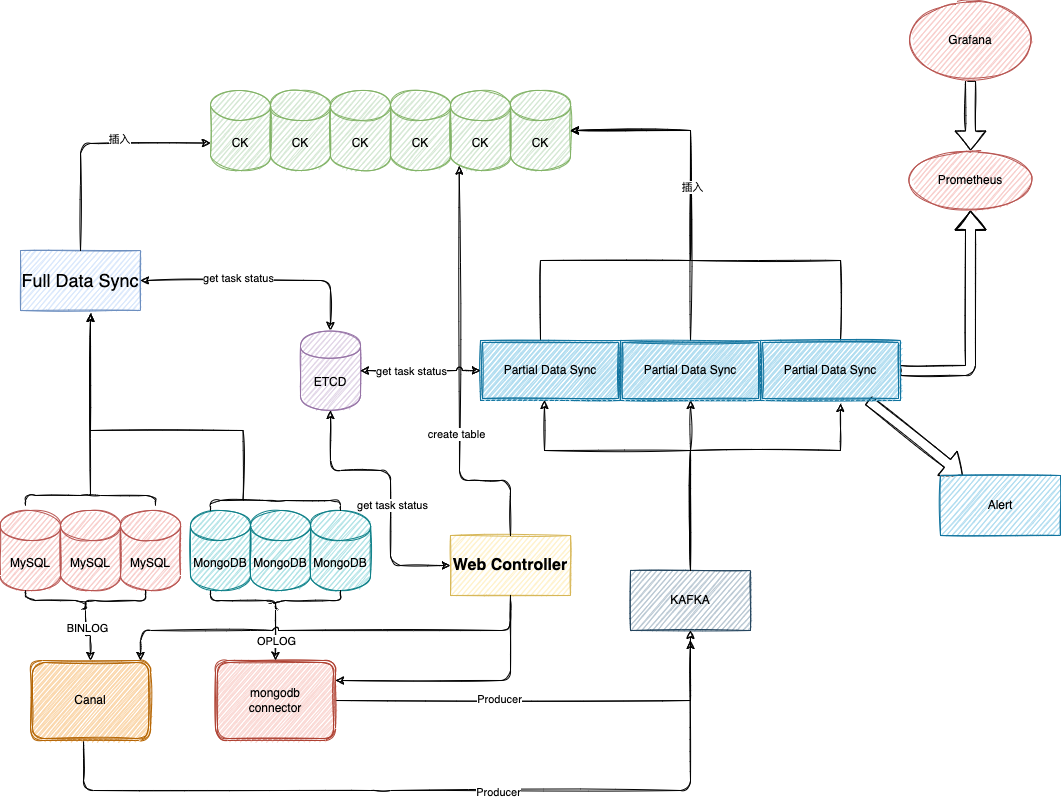 Grafana
插入
CK
CK
CK
CK
CK
CK
Prometheus
插入
Full Data Sync
get task status
ETCD
get task status
Partial Data Sync
Partial Data Sync
Partial Data Sync
create table
get task status
Alert
MySQL
MySQL
MySQL
MongoDB
MongoDB
MongoDB
Web Controller
KAFKA
BINLOG
OPLOG
Canal
mongodb
connector
Producer
Producer